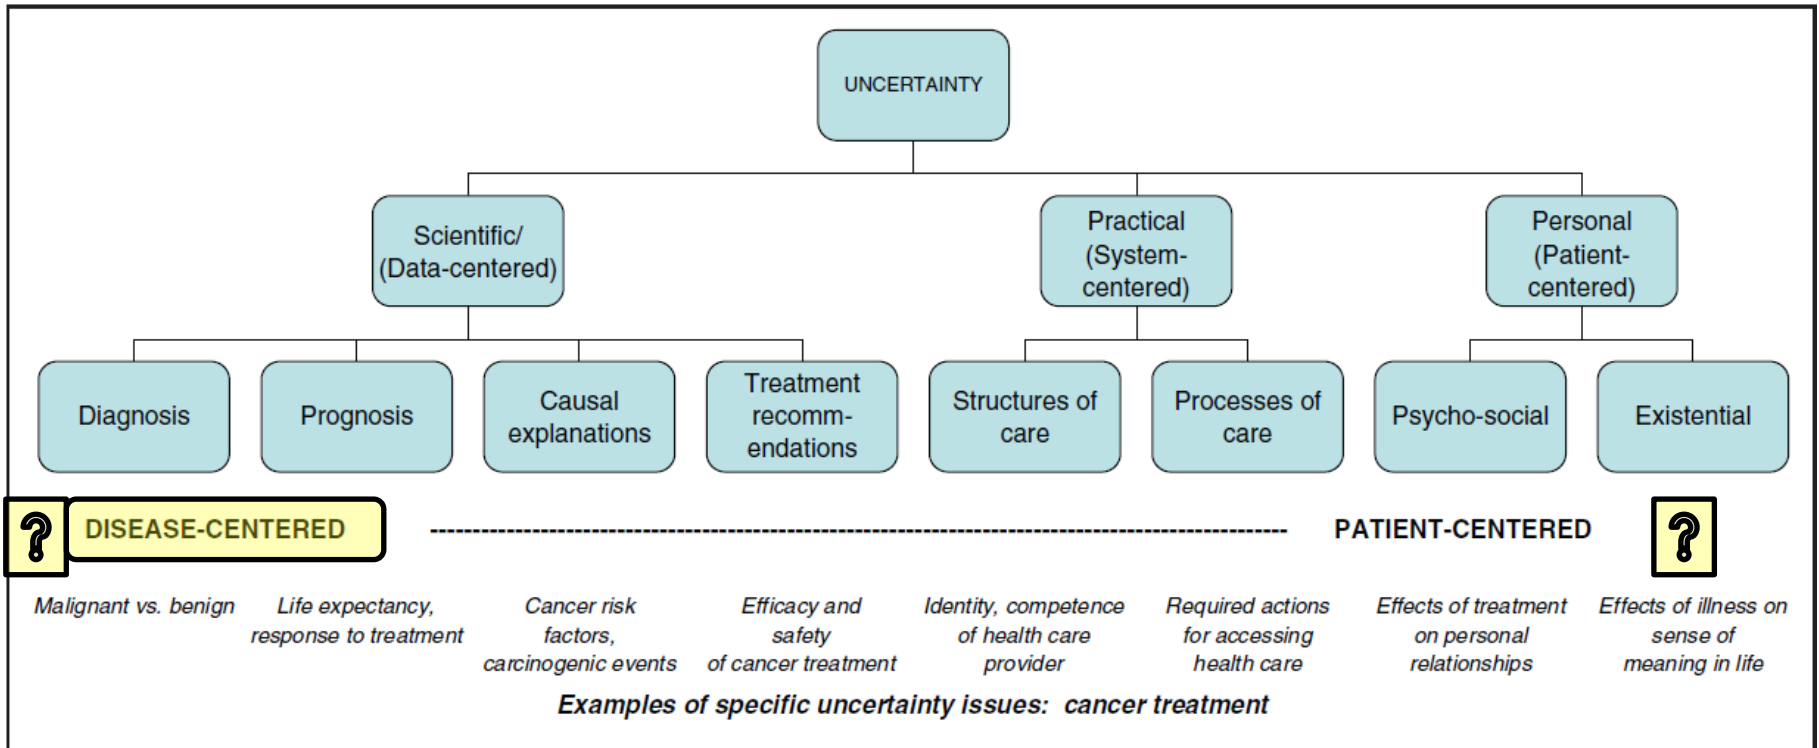 UNCERTAINTY
Scientific/
(Data-centered)
Practical
(System-
centered)
Personal
(Patient-
centered)
Diagnosis
Prognosis
Causal
explanations
Treatment
recomm-
endations
Structures of
care
Processes of
care
Psycho-social
Existential
? DISEASE-CENTERED ---------- PATIENT-CENTERED ?
Malignant vs. benign
Life expectancy,
response to treatment
Cancer risk
factors,
carcinogenic events
Efficacy and
safety
of cancer treatment
Identity, competence
of health care
provider
Required actions
for accessing
health care
Effects of treatment
on personal
relationships
Effects of illness on
sense of
meaning in life
Examples of specific uncertainty issues: cancer treatment